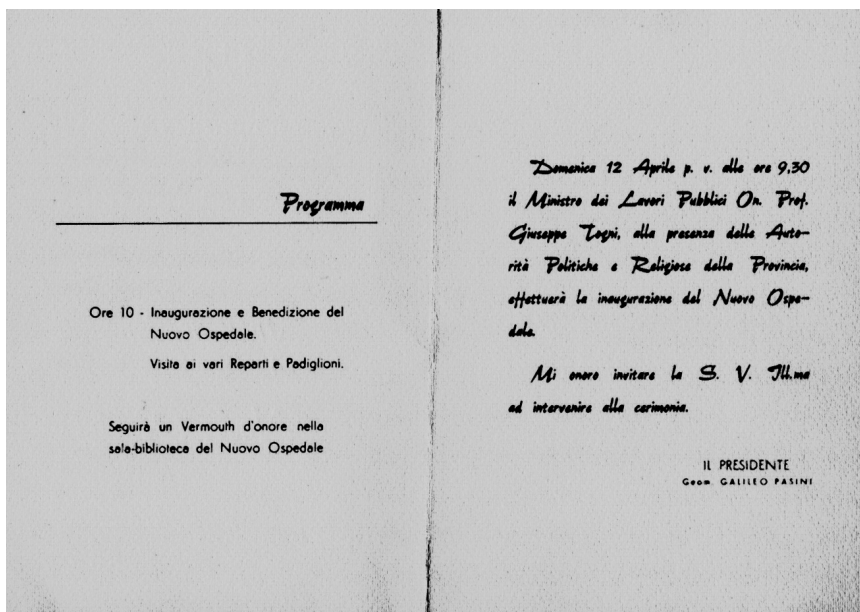 Programma
Ore 10 - Inaugurazione e Benedizione del
Nuovo Ospedale.
Visita ai vari Reparti e Padiglioni.
Seguirà un Vermouth d'onore nella
sala-biblioteca del Nuovo Ospedale
Domenica 12 Aprile p. v. alle ore 9,30
il Ministro dei Lavori Pubblici On. Prof.
Giuseppe Togni, alla presenza delle Auto-
rità Politiche e Religiose della Provincia,
effettuerà la inaugurazione del Nuovo Ospe-
dale.
Mi onoro invitare la S. V. Ill.ma
ad intervenire alla cerimonia.
IL PRESIDENTE
Geom. GALILEO PASINI